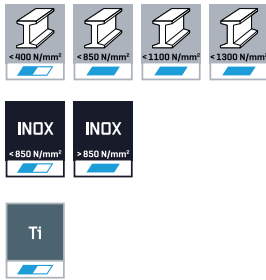 <400 N/mm² <850 N/mm² <1100 N/mm² <1300 N/mm²
INOX INOX
<850 N/mm² >850 N/mm²
Ti